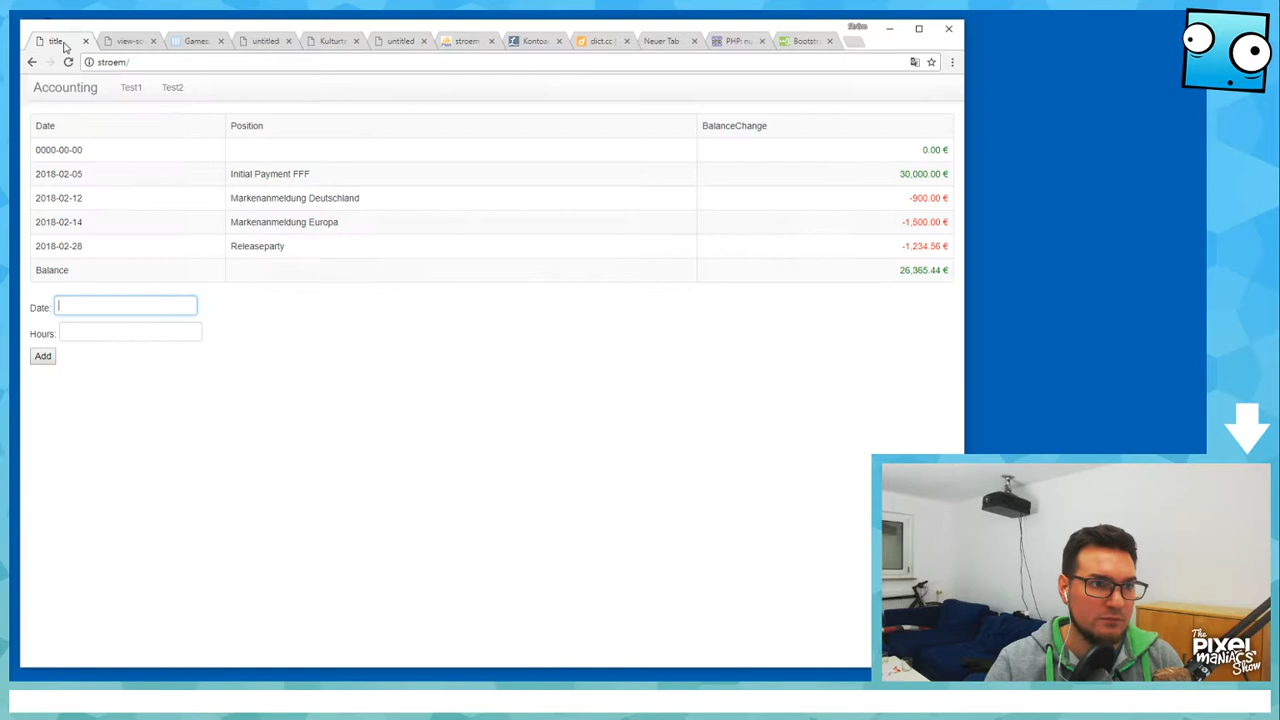 title
view-so
Games:
untitled
Kulturt
untitled
stroem
Kontoa
dict.cc
Neuer Tab
PHP: nu
Bootst
stroem/
Accounting Test1 Test2
Date Position BalanceChange
0000-00-00 0.00 €
2018-02-05 Initial Payment FFF 30,000.00 €
2018-02-12 Markenanmeldung Deutschland -900.00 €
2018-02-14 Markenanmeldung Europa -1,500.00 €
2018-02-28 Releaseparty -1,234.56 €
Balance 26,365.44 €
Date:
Hours:
Add
The
PIXEL
MANIACS
Show